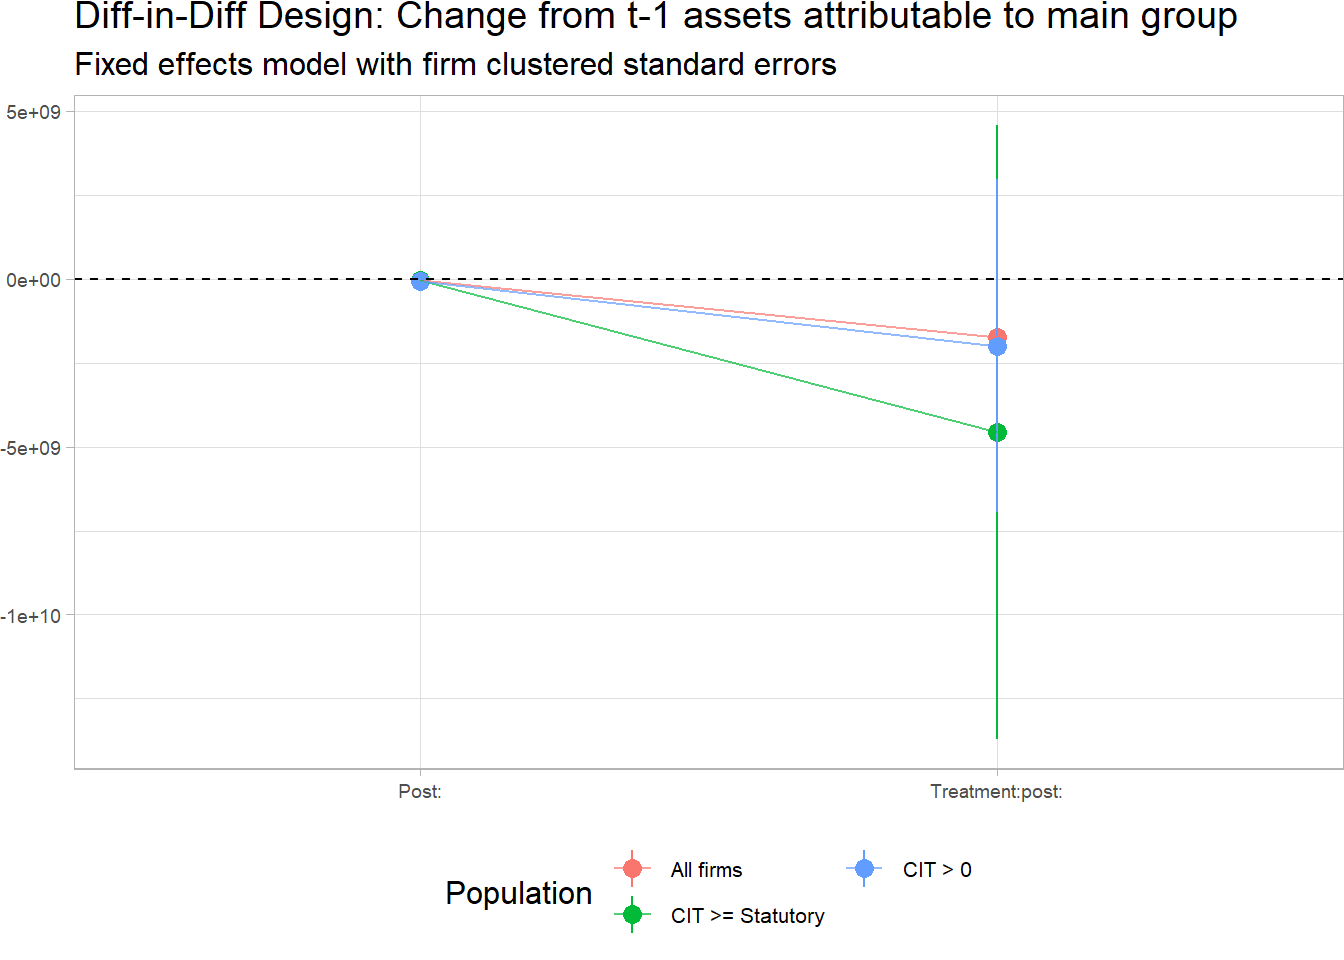 Diff-in-Diff Design: Change from t-1 assets attributable to main group
Fixed effects model with firm clustered standard errors
5e+09
0e+00
-5e+09
-1e+10
Post:
Treatment:post:
Population
All firms
CIT >= Statutory
CIT > 0